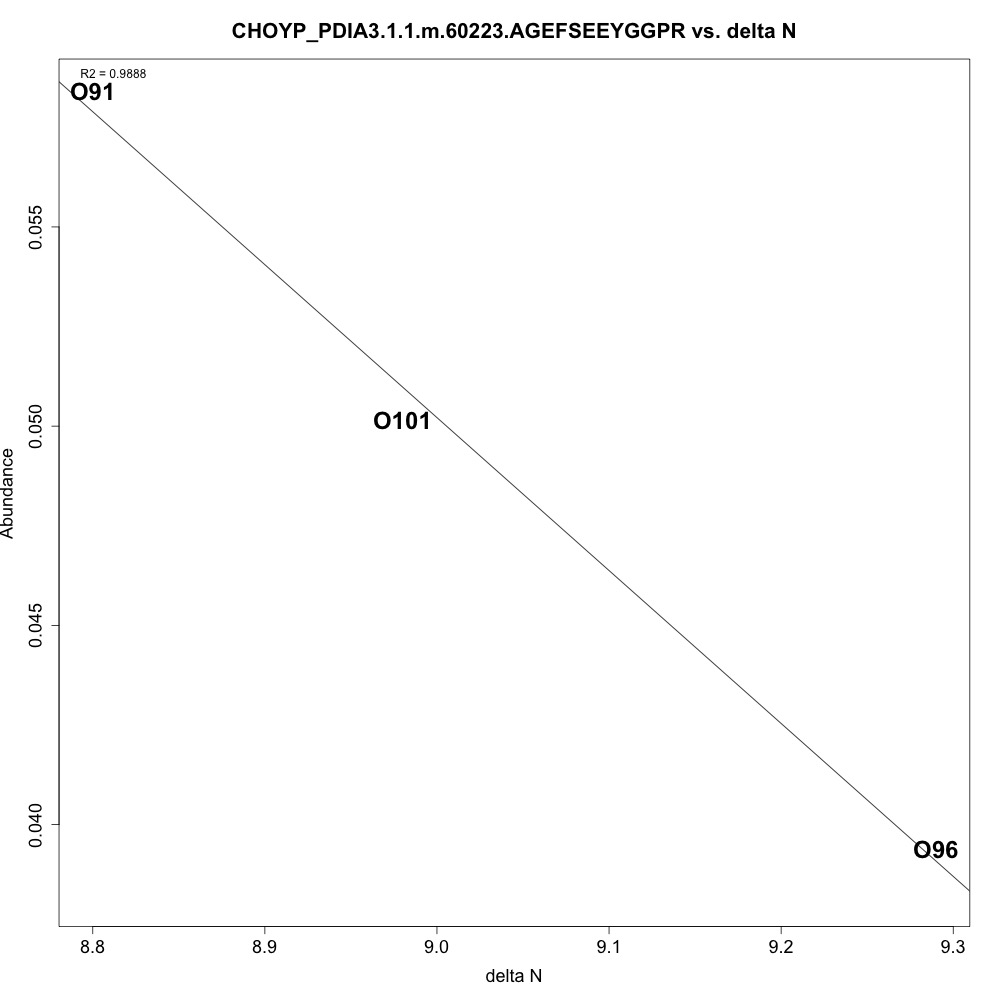 CHOYP_PDIA3.1.1.m.60223.AGEFSEEYGGPR vs. delta N
R2 = 0.9888
O91
O101
O96
0.055
0.050
0.045
0.040
Abundance
8.8 8.9 9.0 9.1 9.2 9.3
delta N